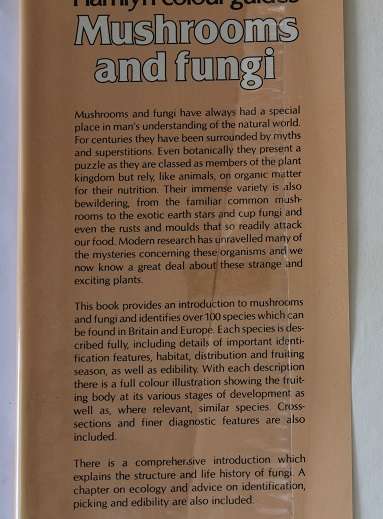 Hamlyn colour guides
Mushrooms
and fungi
Mushrooms and fungi have always had a special
place in man's understanding of the natural world.
For centuries they have been surrounded by myths
and superstitions. Even botanically they present a
puzzle as they are classed as members of the plant
kingdom but rely, like animals, on organic matter
for their nutrition. Their immense variety is also
bewildering, from the familiar common mush-
rooms to the exotic earth stars and cup fungi and
even the rusts and moulds that so readily attack
our food. Modern research has unravelled many of
the mysteries concerning these organisms and we
now know a great deal about these strange and
exciting plants.
This book provides an introduction to mushrooms
and fungi and identifies over 100 species which can
be found in Britain and Europe. Each species is des-
cribed fully, including details of important identi-
fication features, habitat, distribution and fruiting
season, as well as edibility. With each description
there is a full colour illustration showing the fruit-
ing body at its various stages of development as
well as, where relevant, similar species. Cross-
sections and finer diagnostic features are also
included.
There is a comprehensive introduction which
explains the structure and life history of fungi. A
chapter on ecology and advice on identification,
picking and edibility are also included.